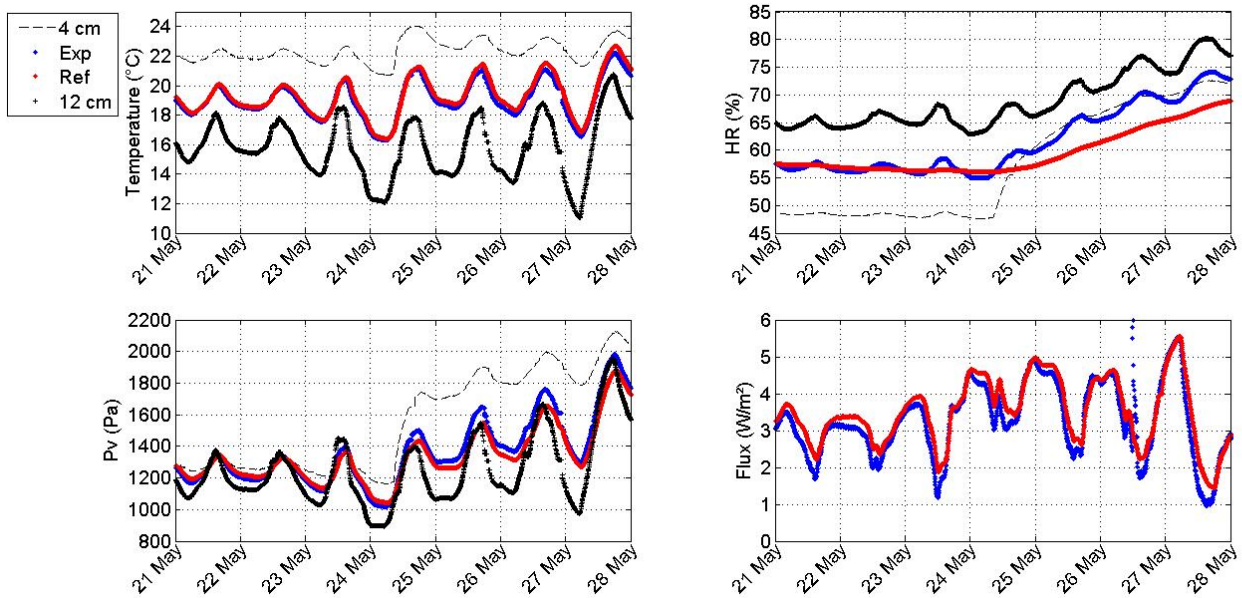 4 cm
Exp
Ref
12 cm
Temperature (°C)
24
22
20
18
16
14
12
10
21 May
22 May
23 May
24 May
25 May
26 May
27 May
28 May
HR (%)
85
80
75
70
65
60
55
50
45
21 May
22 May
23 May
24 May
25 May
26 May
27 May
28 May
Pv (Pa)
2200
2000
1800
1600
1400
1200
1000
800
21 May
22 May
23 May
24 May
25 May
26 May
27 May
28 May
Flux (W/m²)
6
5
4
3
2
1
0
21 May
22 May
23 May
24 May
25 May
26 May
27 May
28 May